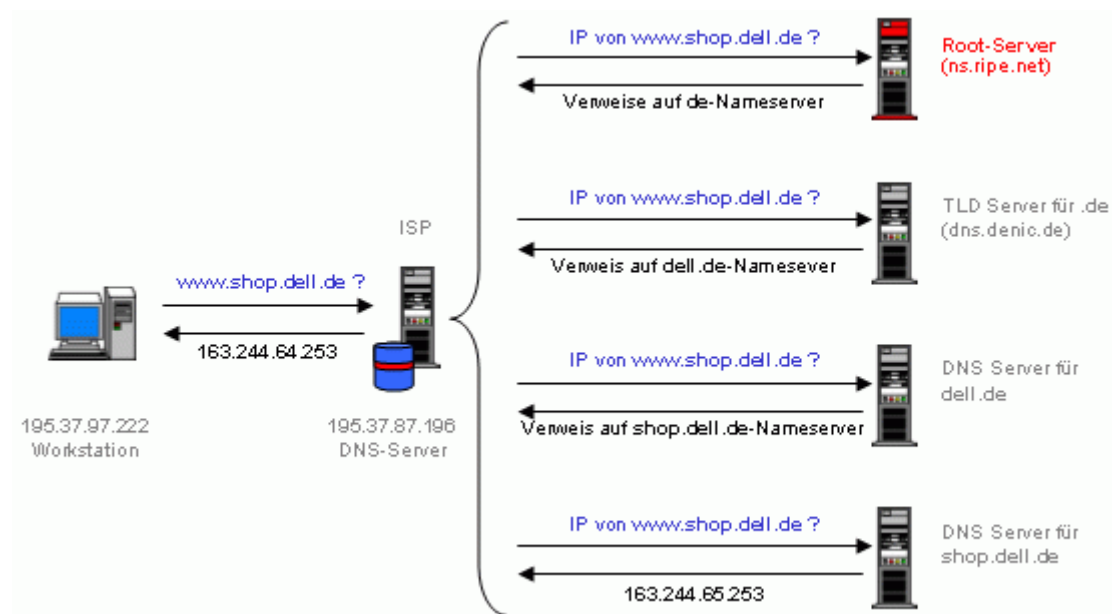 IP von www.shop.dell.de ?
Root-Server
(ns.ripe.net)
Verweise auf de-Nameserver
IP von www.shop.dell.de ?
TLD Server für .de
(dns.denic.de)
Verweis auf dell.de-Namesever
ISP
www.shop.dell.de ?
163.244.64.253
195.37.97.222
Workstation
195.37.87.196
DNS-Server
IP von www.shop.dell.de ?
DNS Server für
dell.de
Verweis auf shop.dell.de-Nameserver
IP von www.shop.dell.de ?
DNS Server für
shop.dell.de
163.244.65.253